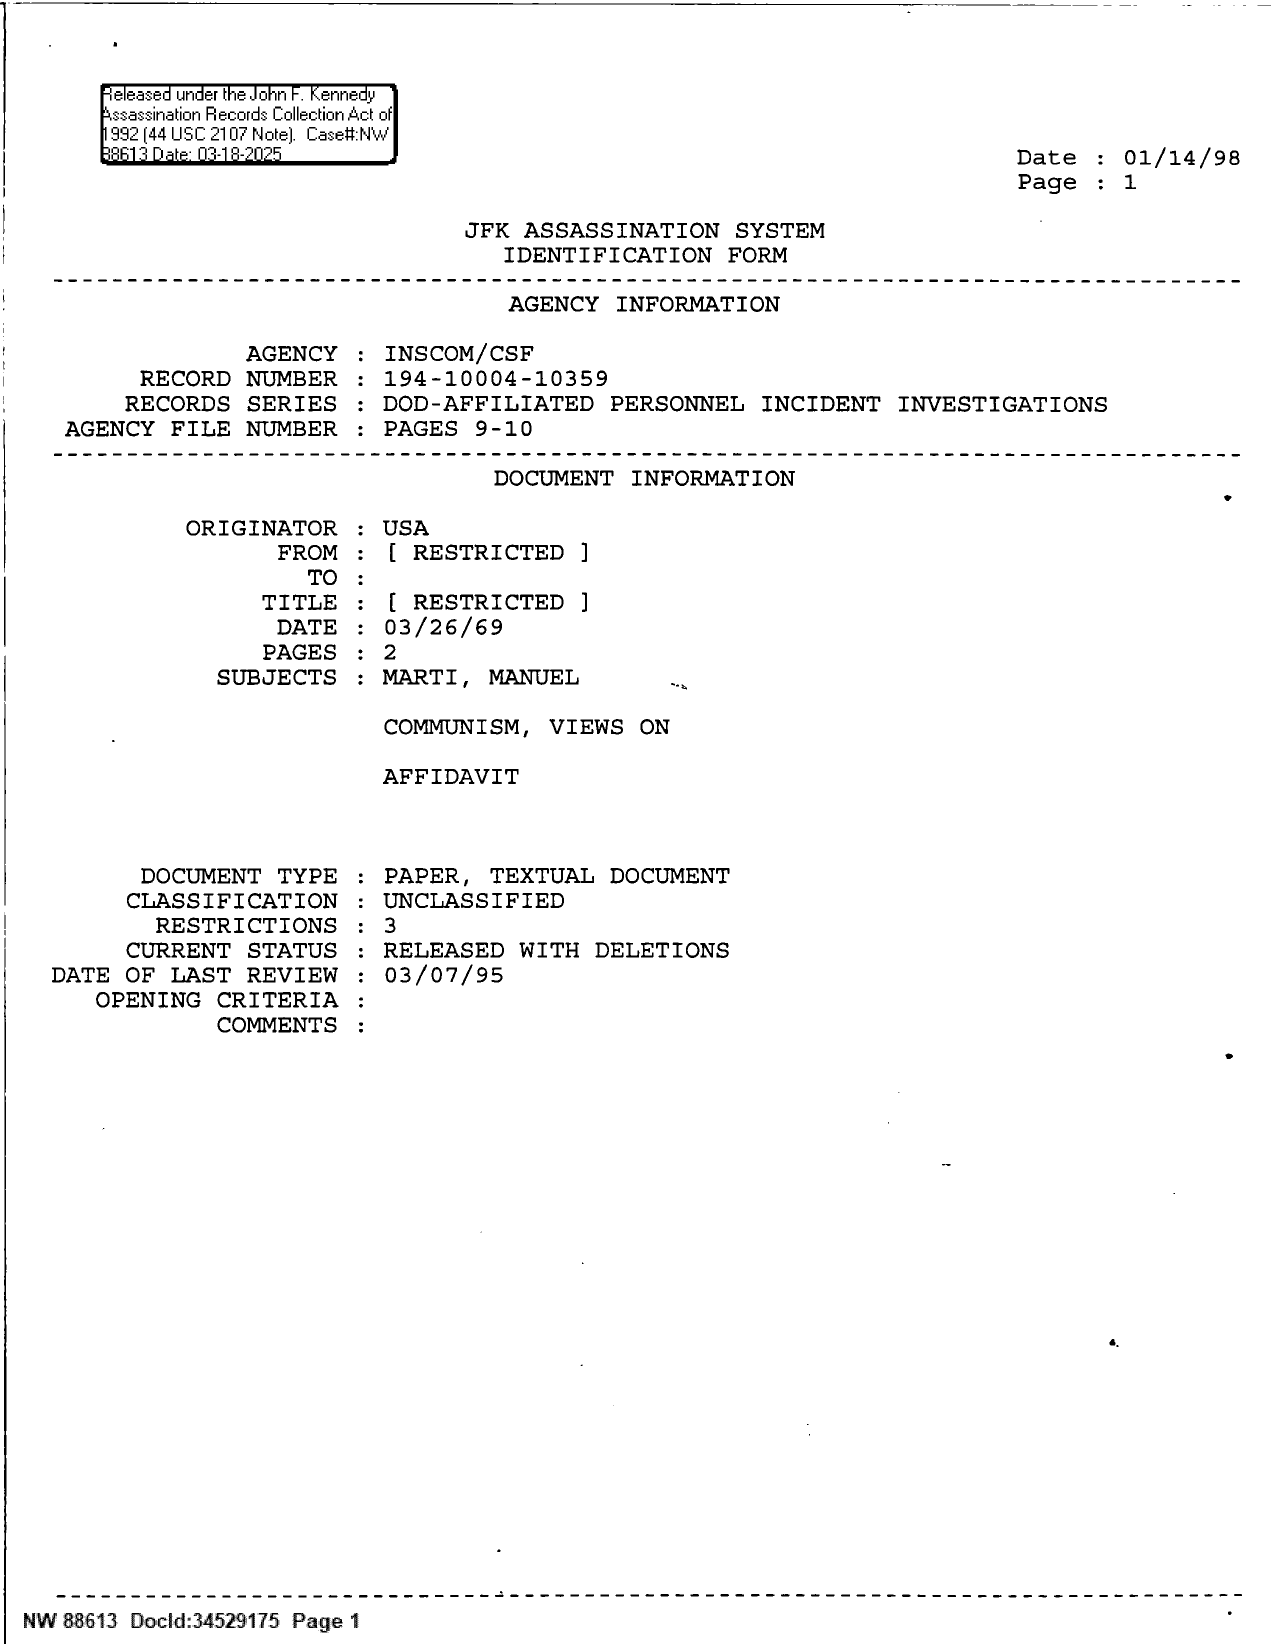 Released under the John F. Kennedy
Assassination Records Collection Act of
1992 (44 USC 2107 Note). Case#:NW
88613 Date: 03-18-2025
Date : 01/14/98
Page : 1
JFK ASSASSINATION SYSTEM
IDENTIFICATION FORM
AGENCY INFORMATION
AGENCY : INSCOM/CSF
RECORD NUMBER : 194-10004-10359
RECORDS SERIES : DOD-AFFILIATED PERSONNEL INCIDENT INVESTIGATIONS
AGENCY FILE NUMBER : PAGES 9-10
DOCUMENT INFORMATION
ORIGINATOR : USA
FROM : [ RESTRICTED ]
TO :
TITLE : [ RESTRICTED ]
DATE : 03/26/69
PAGES : 2
SUBJECTS : MARTI, MANUEL
COMMUNISM, VIEWS ON
AFFIDAVIT
DOCUMENT TYPE : PAPER, TEXTUAL DOCUMENT
CLASSIFICATION : UNCLASSIFIED
RESTRICTIONS : 3
CURRENT STATUS : RELEASED WITH DELETIONS
DATE OF LAST REVIEW : 03/07/95
OPENING CRITERIA :
COMMENTS :
NW 88613 DocId:34529175 Page 1